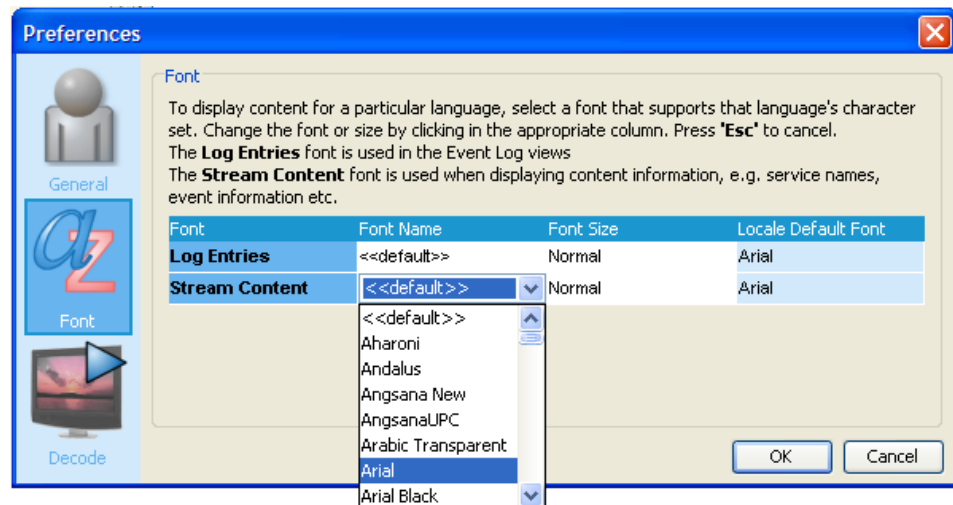 Preferences
Font
To display content for a particular language, select a font that supports that language's character
set. Change the font or size by clicking in the appropriate column. Press 'Esc' to cancel.
The Log Entries font is used in the Event Log views
The Stream Content font is used when displaying content information, e.g. service names,
event information etc.
General
Font Font Name Font Size Locale Default Font
Log Entries <<default>> Normal Arial
Stream Content <<default>> Normal Arial
Font
<<default>>
Aharoni
Andalus
Angsana New
AngsanaUPC
Arabic Transparent
Arial
Arial Black
Decode
OK Cancel